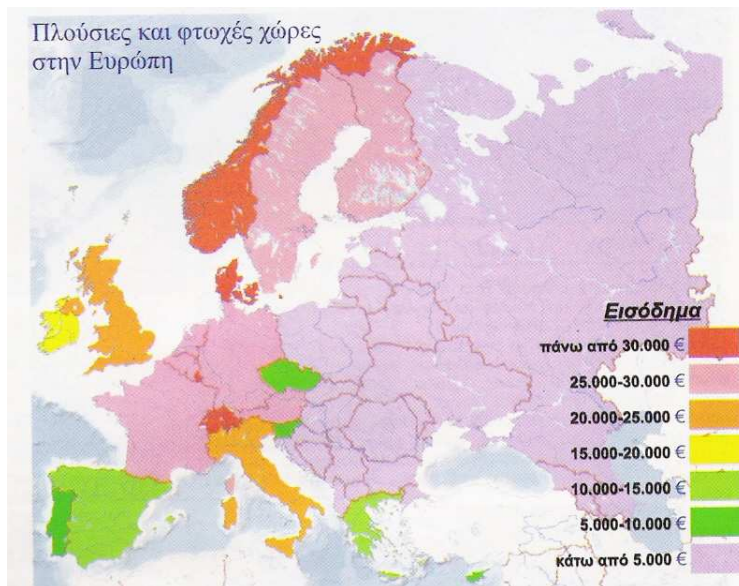 Πλούσιες και φτωχές χώρες
στην Ευρώπη
Εισόδημα
πάνω από 30.000 €
25.000-30.000 €
20.000-25.000 €
15.000-20.000 €
10.000-15.000 €
5.000-10.000 €
κάτω από 5.000 €